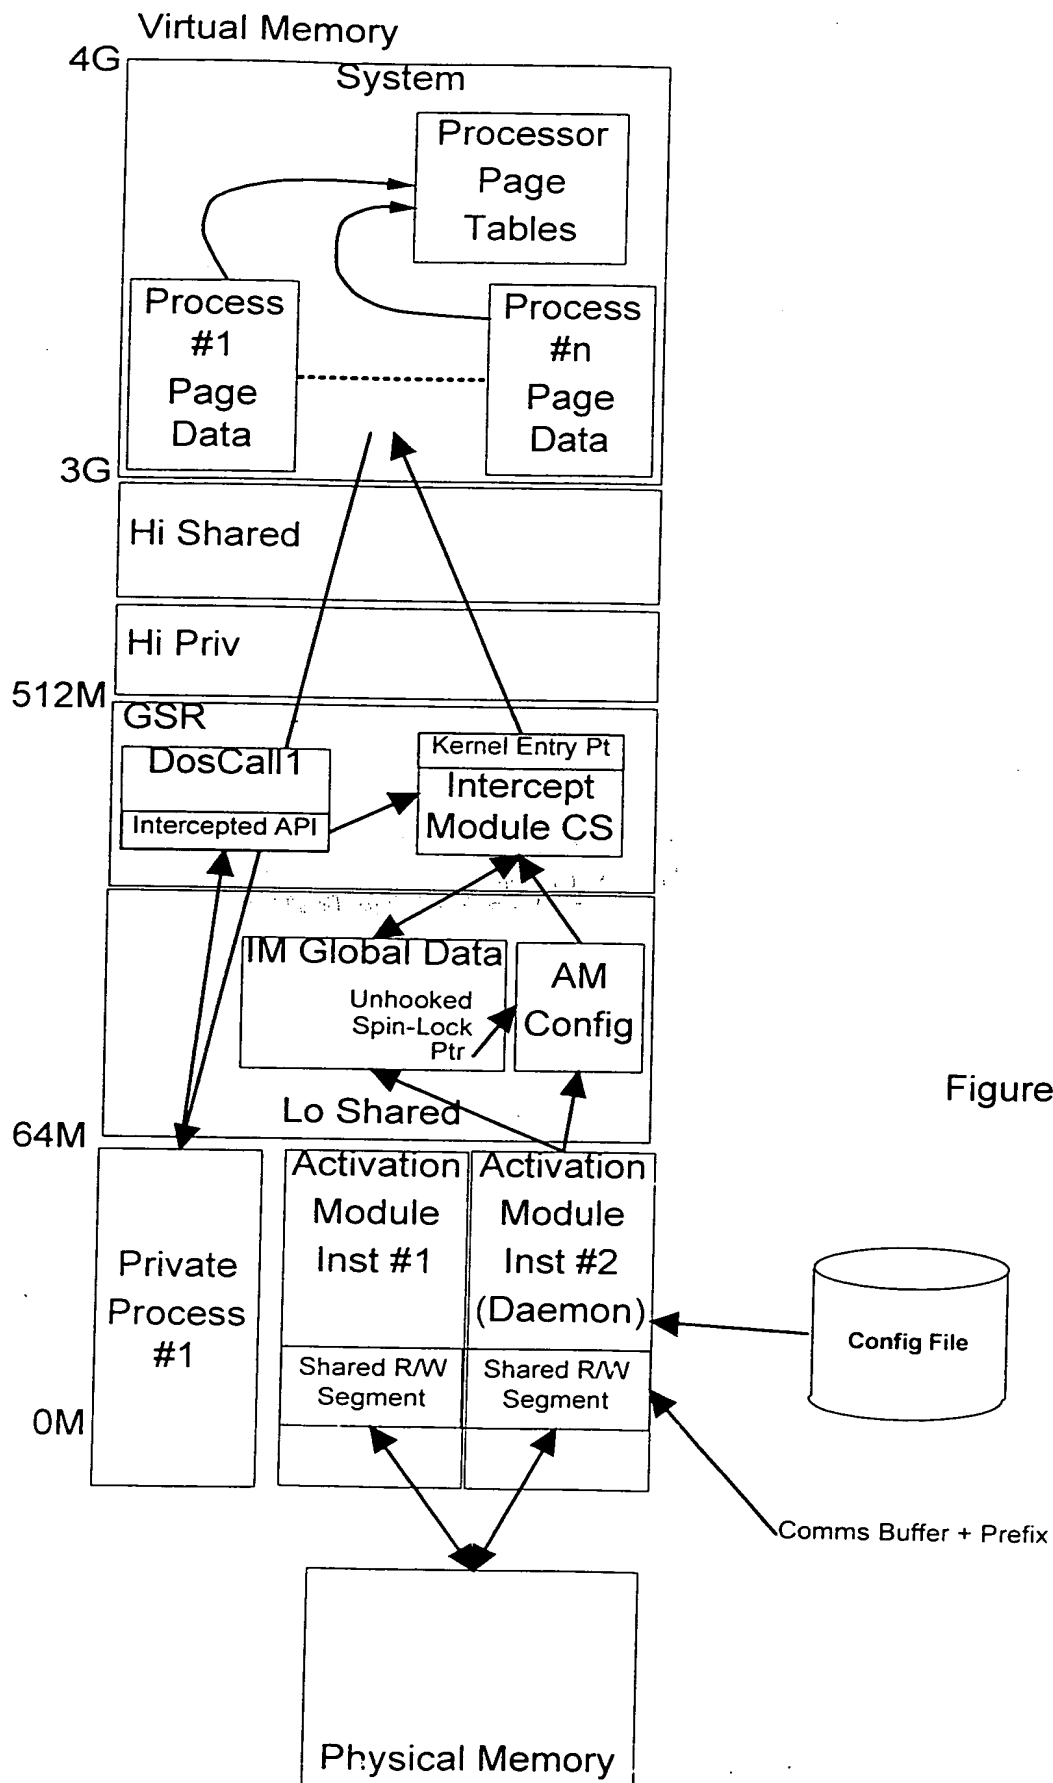 Virtual Memory
4G
System
Processor
Page
Tables
Process
#1
Page
Data
Process
#n
Page
Data
3G
Hi Shared
Hi Priv
512M
GSR
DosCall1
Intercepted API
Kernel Entry Pt
Intercept
Module CS
IM Global Data
Unhooked
Spin-Lock
Ptr
AM
Config
Lo Shared
Figure
64M
Private
Process
#1
Activation
Module
Inst #1
Shared R/W
Segment
Activation
Module
Inst #2
(Daemon)
Shared R/W
Segment
Config File
0M
Comms Buffer + Prefix
Physical Memory